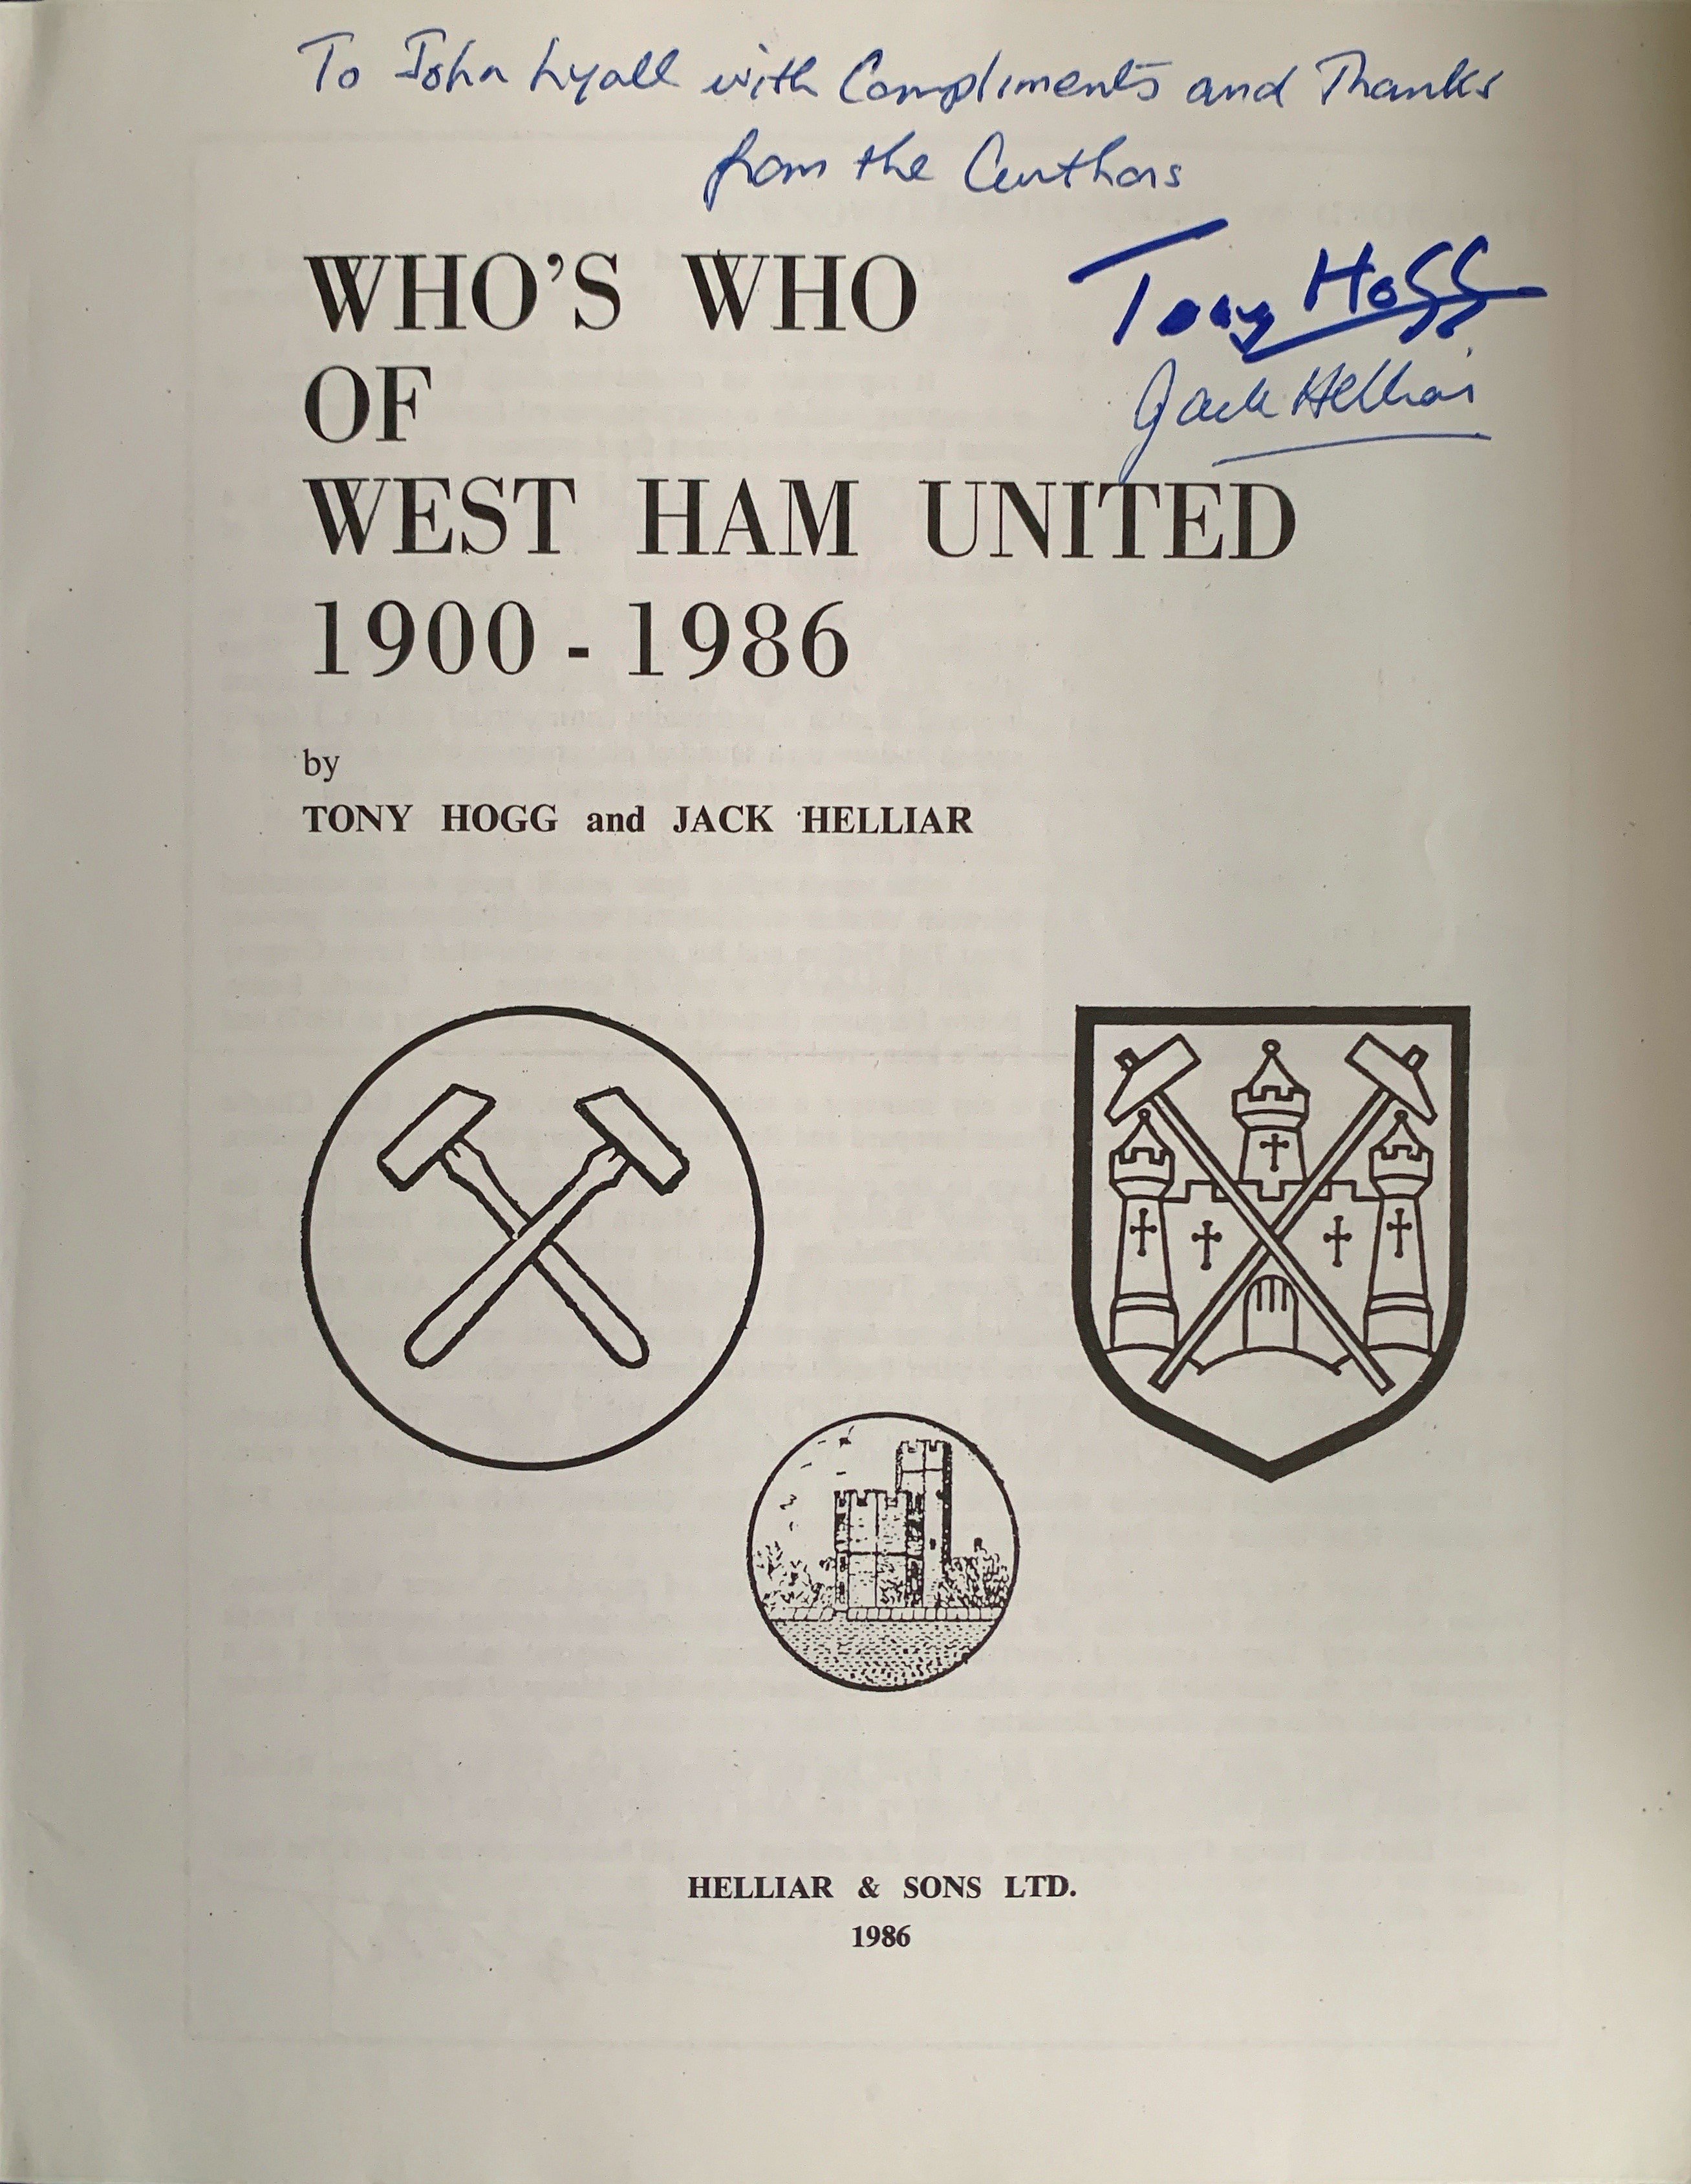 To John Lyall with Compliments and Thanks
from the Authors
Tony Hogg
Jack Helliar
WHO'S WHO
OF
WEST HAM UNITED
1900 - 1986
by
TONY HOGG and JACK HELLIAR
HELLIAR & SONS LTD.
1986